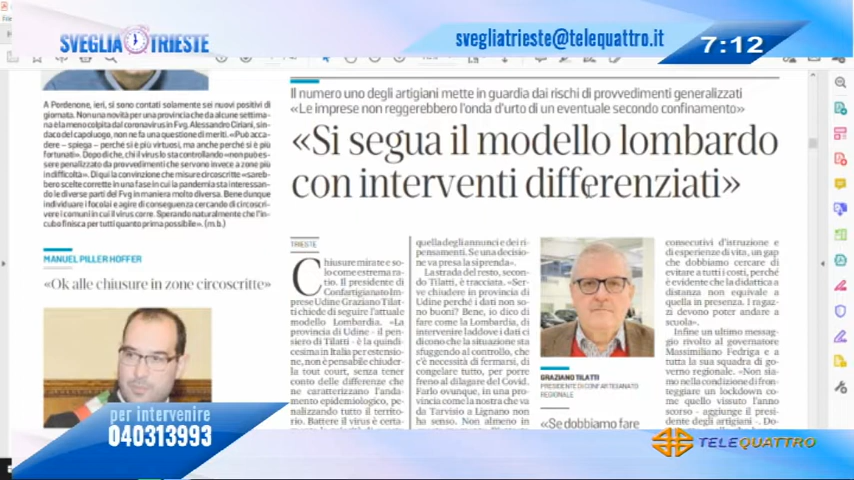 SVEGLIA TRIESTE
svegliatrieste@telequattro.it
7:12
A Pordenone, ieri, si sono contati solamente sei nuovi positivi di
giornata. Non una novità per una provincia che da alcune settima-
na è la meno colpita dal coronavirus in Fvg. Alessandro Ciriani, sin-
daco del capoluogo, non ne fa una questione di meriti. «Può acca-
dere – spiega – perché si è più virtuosi, ma anche perché si è più
fortunati». Dopo di che, chi il virus lo sta controllando «non può es-
sere penalizzato da provvedimenti che servono invece a zone più
in difficoltà». Di qui la convinzione che misure circoscritte «sareb-
bero scelte corrette in una fase in cui la pandemia sta interessan-
do le diverse parti del Fvg in maniera molto diversa. Bene dunque
individuare i focolai e agire di conseguenza cercando di circoscri-
vere i comuni in cui il virus corre. Sperando naturalmente che l'in-
cubo finisca per tutti quanto prima possibile». (m.b.)
MANUEL PILLER HOFFER
«Ok alle chiusure in zone circoscritte»
Il numero uno degli artigiani mette in guardia dai rischi di provvedimenti generalizzati
«Le imprese non reggerebbero l'onda d'urto di un eventuale secondo confinamento»
«Si segua il modello lombardo
con interventi differenziati»
TRIESTE
Chiusure mirate e so-
lo come estrema ra-
tio. Il presidente di
Confartigianato-Im-
prese Udine Graziano Tilat-
ti chiede di seguire l'attuale
modello Lombardia. «La
provincia di Udine - è il pen-
siero di Tilatti - è la quindi-
cesima in Italia per estensio-
ne, non è pensabile chiuder-
la tout court, senza tener
conto delle differenze che
ne caratterizzano l'anda-
mento epidemiologico, pe-
nalizzando tutto il territo-
rio. Battere il virus è certa-
quella degli annunci e dei ri-
pensamenti. Se una decisio-
ne va presa la si prenda».
La strada del resto, secon-
do Tilatti, è tracciata. «Ser-
ve chiudere in provincia di
Udine perché i dati non so-
no buoni? Bene, io dico di
fare come la Lombardia, di
intervenire laddove i dati ci
dicono che la situazione sta
sfuggendo al controllo, che
c'è necessità di fermarsi, di
congelare tutto, per porre
freno al dilagare del Covid.
Farlo ovunque, in una pro-
vincia come la nostra che va
da Tarvisio a Lignano non
ha senso. Non almeno in
GRAZIANO TILATTI
PRESIDENTE DI CONFARTIGIANATO
REGIONALE
«Se dobbiamo fare
consecutivi d'istruzione e
di esperienze di vita, un gap
che dobbiamo cercare di
evitare a tutti i costi, perché
è evidente che la didattica a
distanza non equivale a
quella in presenza. I ragaz-
zi devono poter andare a
scuola».
Infine un ultimo messag-
gio rivolto al governatore
Massimiliano Fedriga e a
tutta la sua squadra di go-
verno regionale. «Non sia-
mo nella condizione di fron-
teggiare un lockdown co-
me quello vissuto l'anno
scorso - aggiunge il presi-
dente degli artigiani -. Do-
per intervenire
040313993
TELEQUATTRO